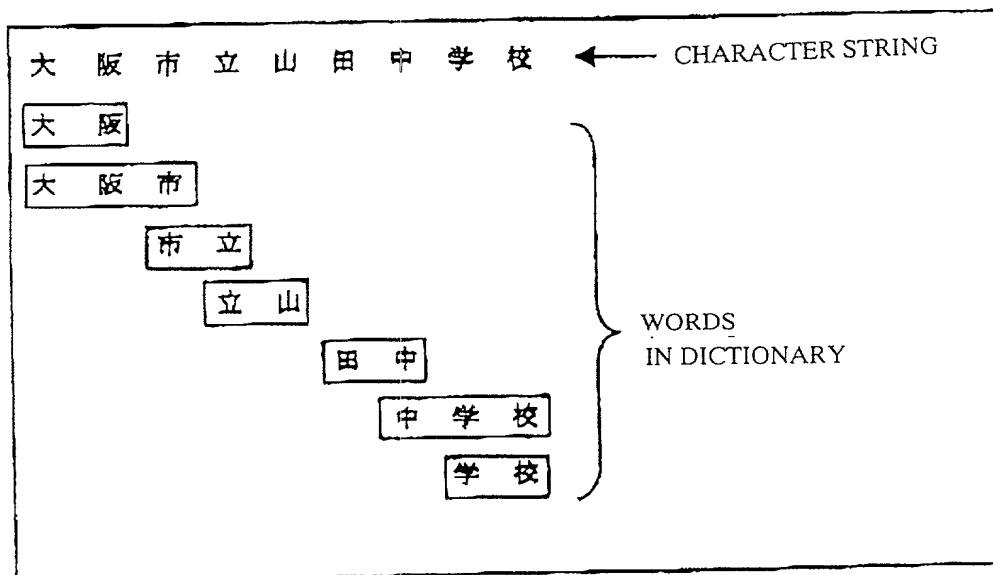 大阪市立山田中学校 CHARACTER STRING
大阪
大阪市
市立
立山
田中
中学校
学校
WORDS
IN DICTIONARY